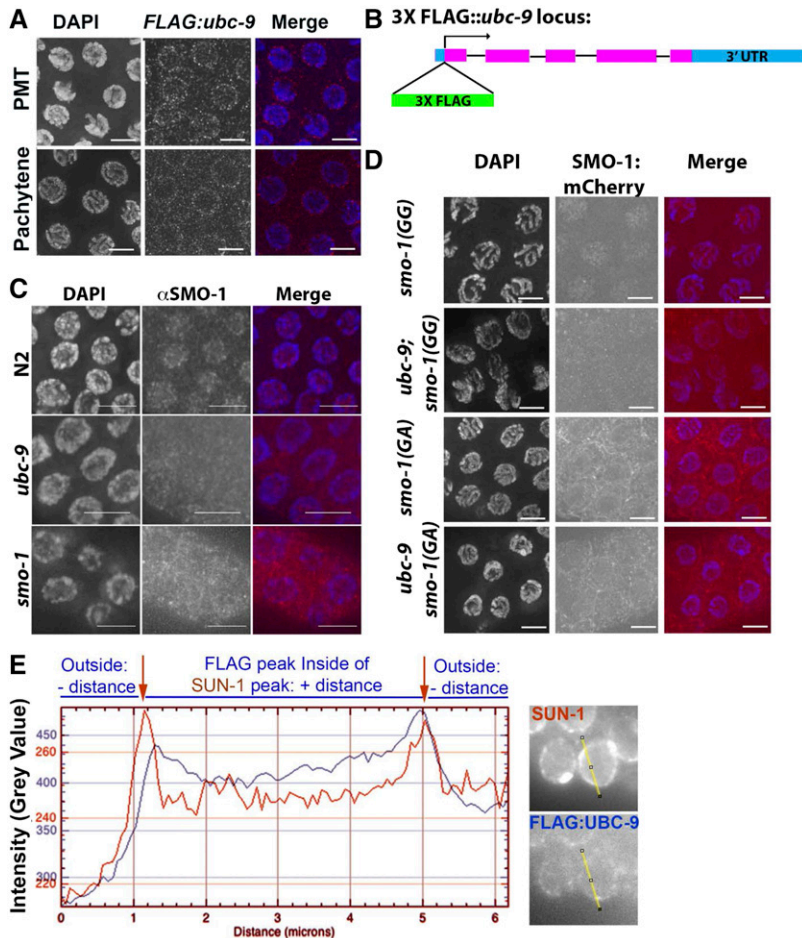 A
DAPI
FLAG:ubc-9
Merge
PMT
Pachytene
B
3X FLAG::ubc-9 locus:
3' UTR
3X FLAG
C
DAPI
αSMO-1
Merge
N2
ubc-9
smo-1
D
DAPI
SMO-1:
mCherry
Merge
smo-1(GG)
ubc-9;
smo-1(GG)
smo-1(GA)
ubc-9
smo-1(GA)
E
Outside:
- distance
FLAG peak Inside of
SUN-1 peak: + distance
Outside:
- distance
Intensity (Grey Value)
450
260
400
240
350
300
220
0
1
2
3
4
5
6
Distance (microns)
SUN-1
FLAG:UBC-9